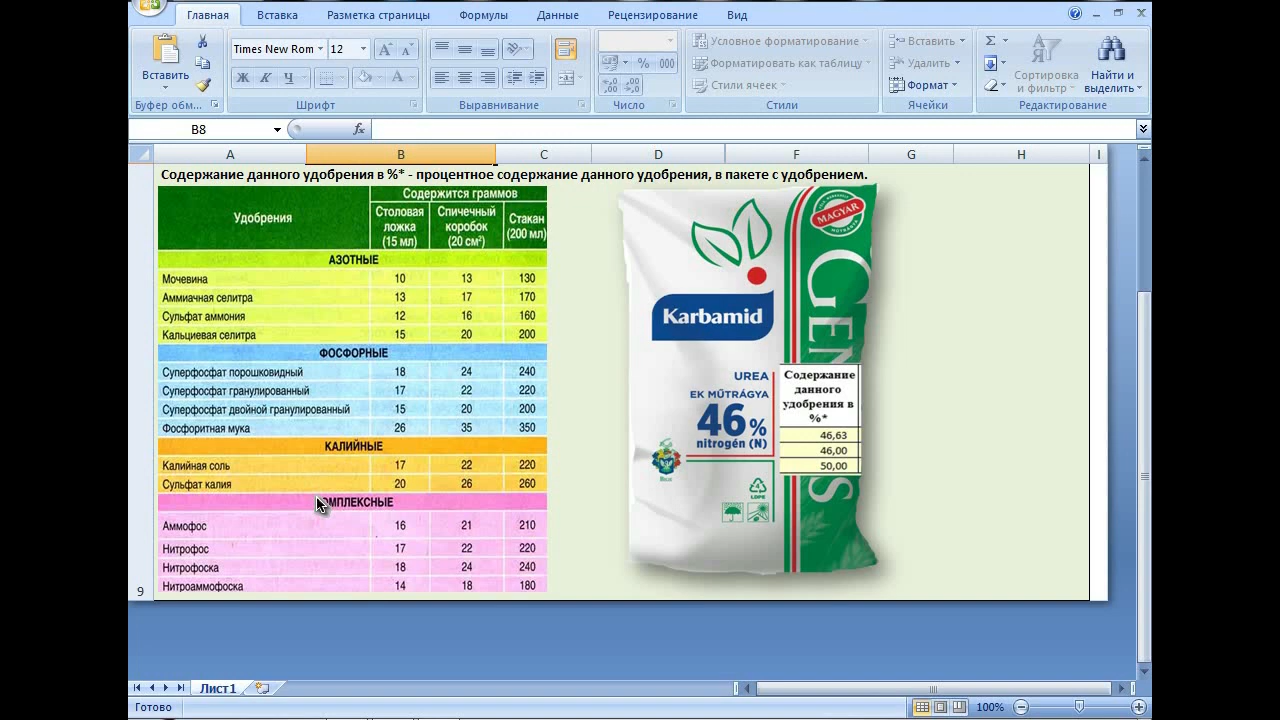 Главная Вставка Разметка страницы Формулы Данные Рецензирование Вид
Вставить
Times New Rom 12
Ж К Ч
% 000
Условное форматирование
Форматировать как таблицу
Стили ячеек
Вставить
Удалить
Формат
Σ
Сортировка и фильтр
Найти и выделить
Буфер обм... Шрифт Выравнивание Число Стили Ячейки Редактирование
B8 fx
A B C D E F G H I
Содержание данного удобрения в %* - процентное содержание данного удобрения, в пакете с удобрением.
Удобрения Содержится граммов
Столовая ложка (15 мл) Спичечный коробок (20 см²) Стакан (200 мл)
АЗОТНЫЕ
Мочевина 10 13 130
Аммиачная селитра 13 17 170
Сульфат аммония 12 16 160
Кальциевая селитра 15 20 200
ФОСФОРНЫЕ
Суперфосфат порошковидный 18 24 240
Суперфосфат гранулированный 17 22 220
Суперфосфат двойной гранулированный 15 20 200
Фосфоритная мука 26 35 350
КАЛИЙНЫЕ
Калийная соль 17 22 220
Сульфат калия 20 26 260
КОМПЛЕКСНЫЕ
Аммофос 16 21 210
Нитрофос 17 22 220
Нитрофоска 18 24 240
Нитроаммофоска 14 18 180
MAGYAR
Karbamid
UREA
EK MŰTRÁGYA
46%
nitrogén (N)
4
LDPE
GEN
S
Содержание
данного
удобрения в
%*
46,63
46,00
50,00
9
Лист1
Готово 100%